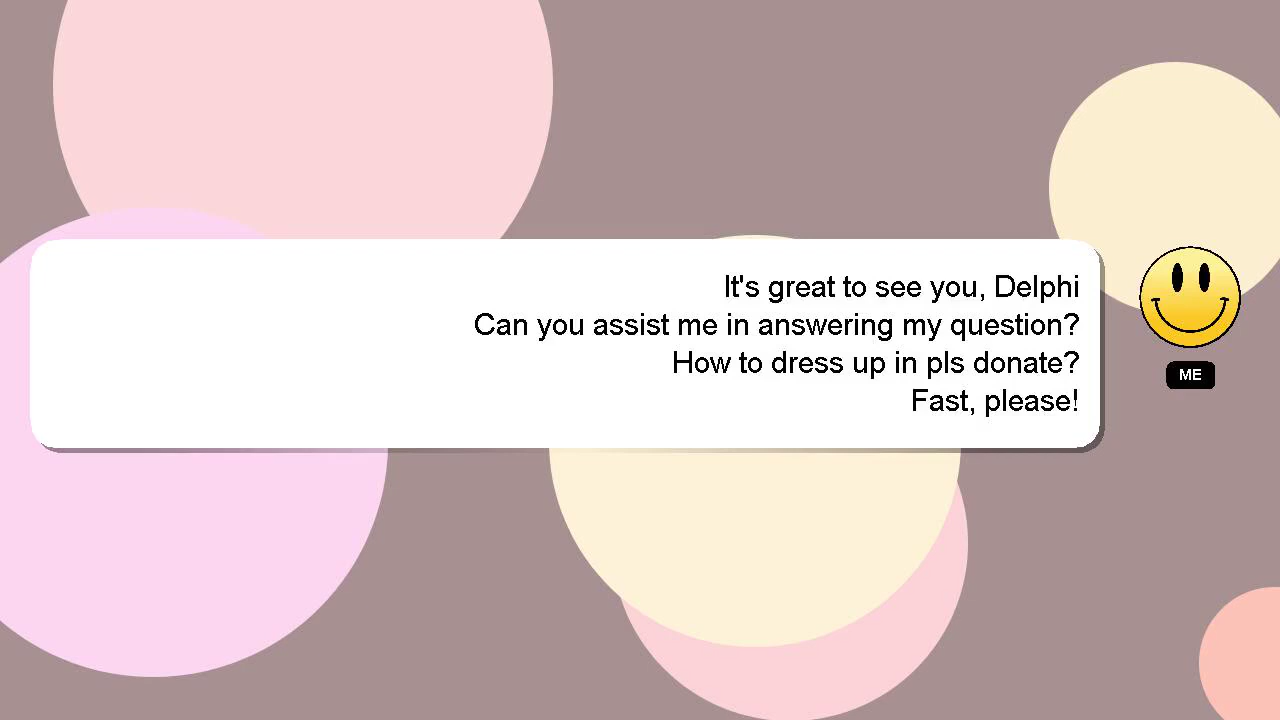 It's great to see you, Delphi
Can you assist me in answering my question?
How to dress up in pls donate?
Fast, please!
ME